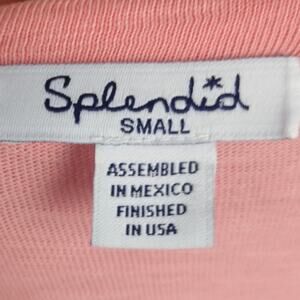 Splendid
SMALL
ASSEMBLED
IN MEXICO
FINISHED
IN USA